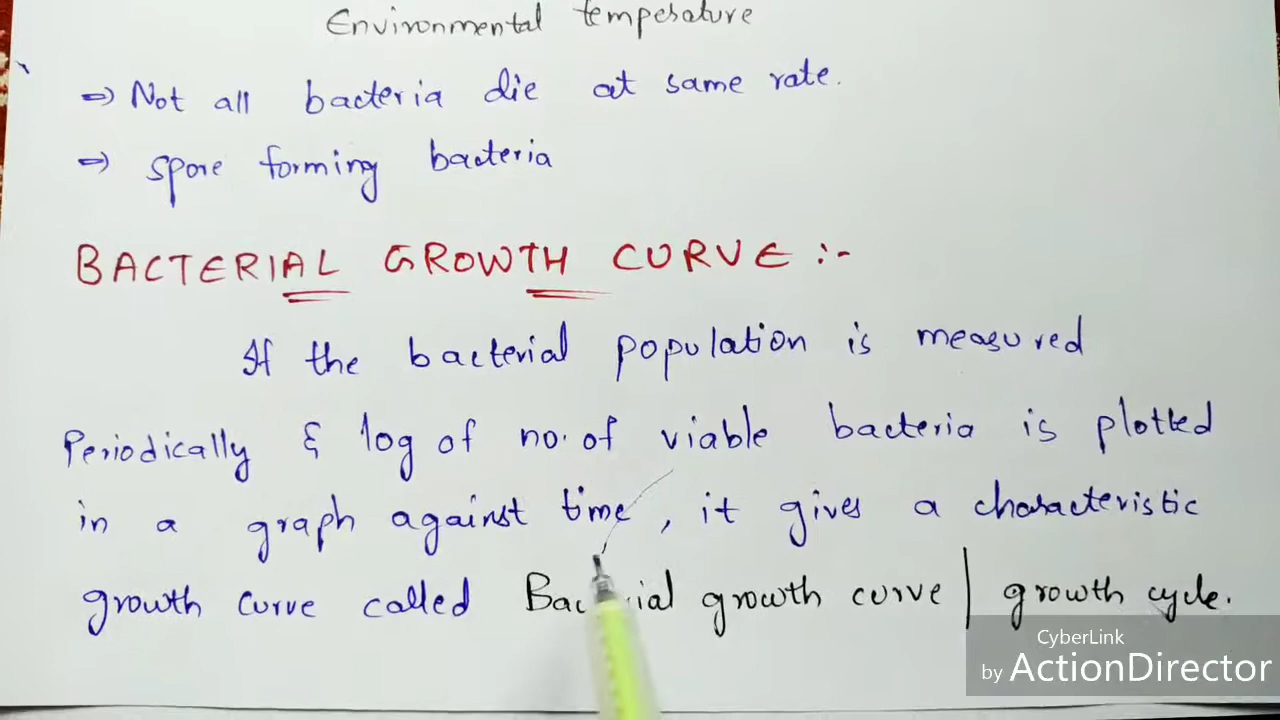 Environmental temperature
⇒ Not all bacteria die at same rate.
⇒ spore forming bacteria
BACTERIAL GROWTH CURVE :-
If the bacterial population is measured
Periodically & log of no. of viable bacteria is plotted
in a graph against time, it gives a characteristic
growth curve called growth curve | growth cycle.
CyberLink
by ActionDirector